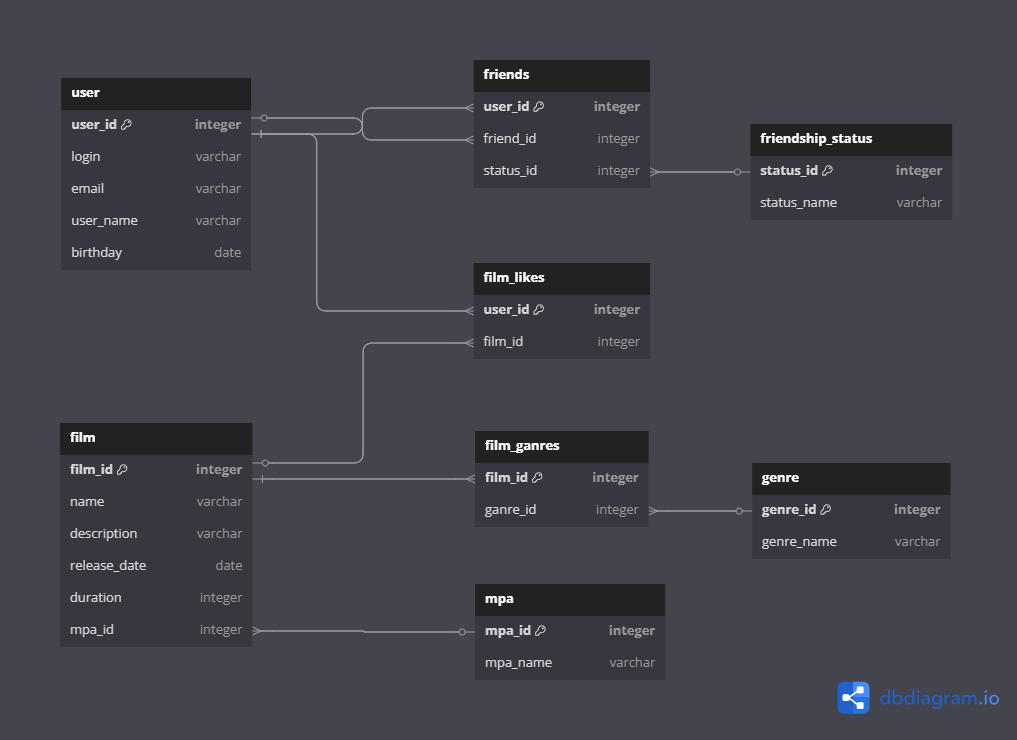 user
user_id integer
login varchar
email varchar
user_name varchar
birthday date
friends
user_id integer
friend_id integer
status_id integer
friendship_status
status_id integer
status_name varchar
film_likes
user_id integer
film_id integer
film
film_id integer
name varchar
description varchar
release_date date
duration integer
mpa_id integer
film_ganres
film_id integer
ganre_id integer
genre
genre_id integer
genre_name varchar
mpa
mpa_id integer
mpa_name varchar
dbdiagram.io